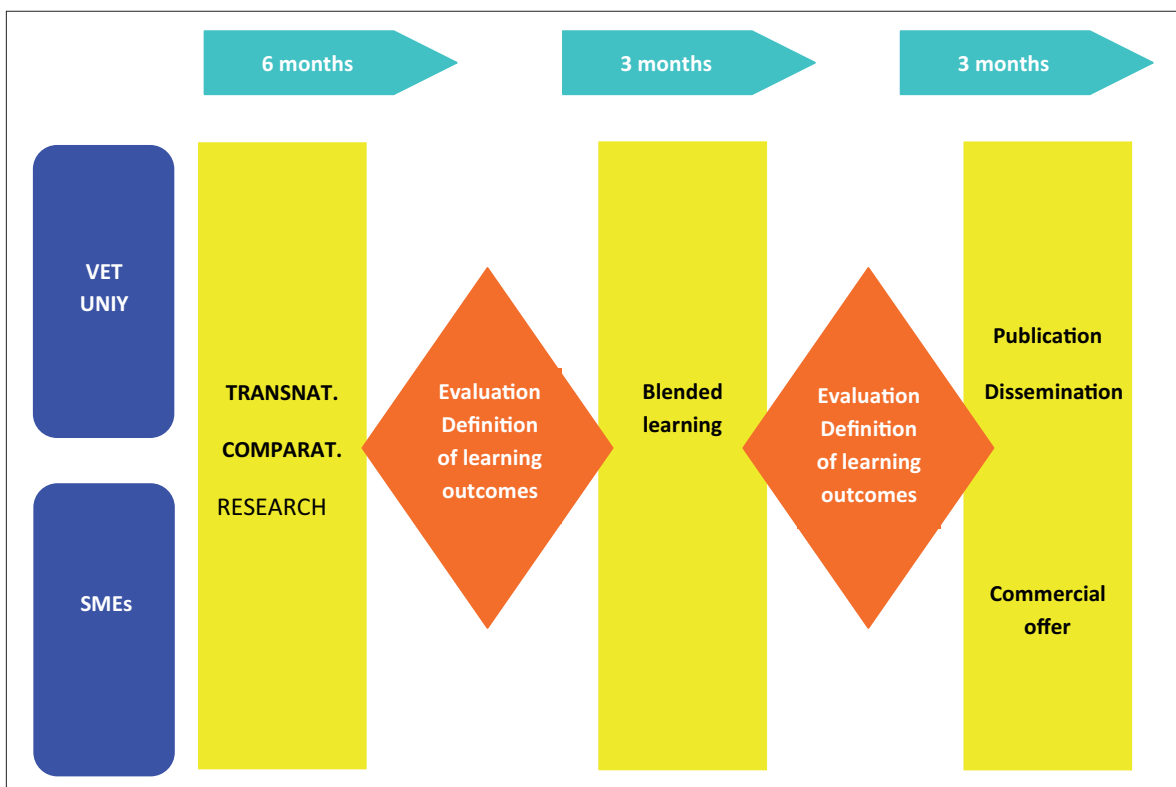 6 months
3 months
3 months
VET
UNIY
SMEs
TRANSNAT.
COMPARAT.
RESEARCH
Evaluation
Definition
of learning
outcomes
Blended
learning
Evaluation
Definition
of learning
outcomes
Publication
Dissemination
Commercial
offer